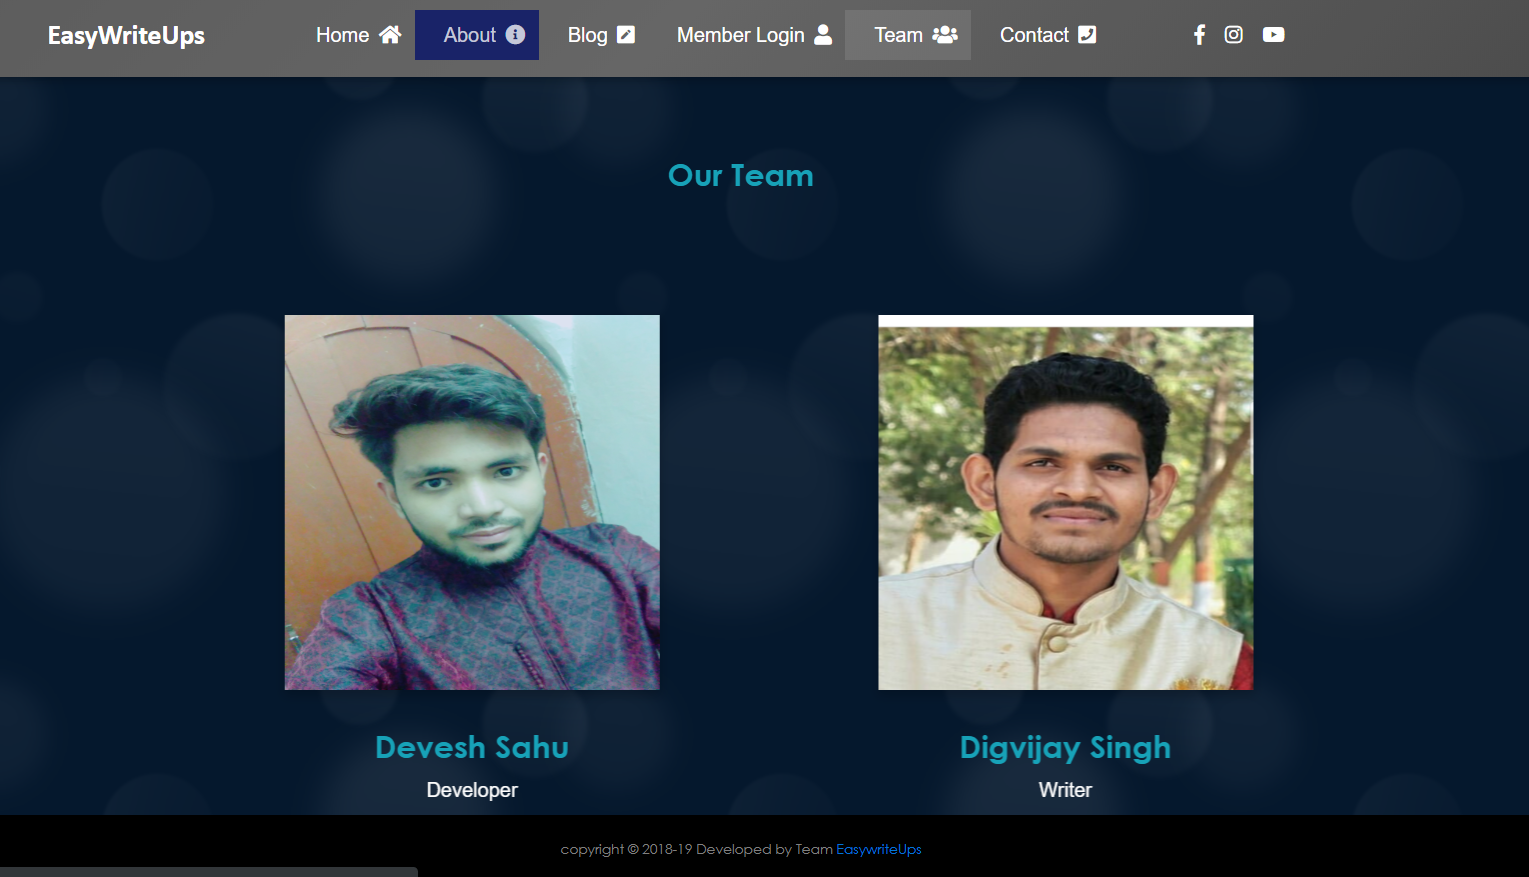 EasyWriteUps
Home About Blog Member Login Team Contact
Our Team
Devesh Sahu
Developer
Digvijay Singh
Writer
copyright © 2018-19 Developed by Team EasywriteUps